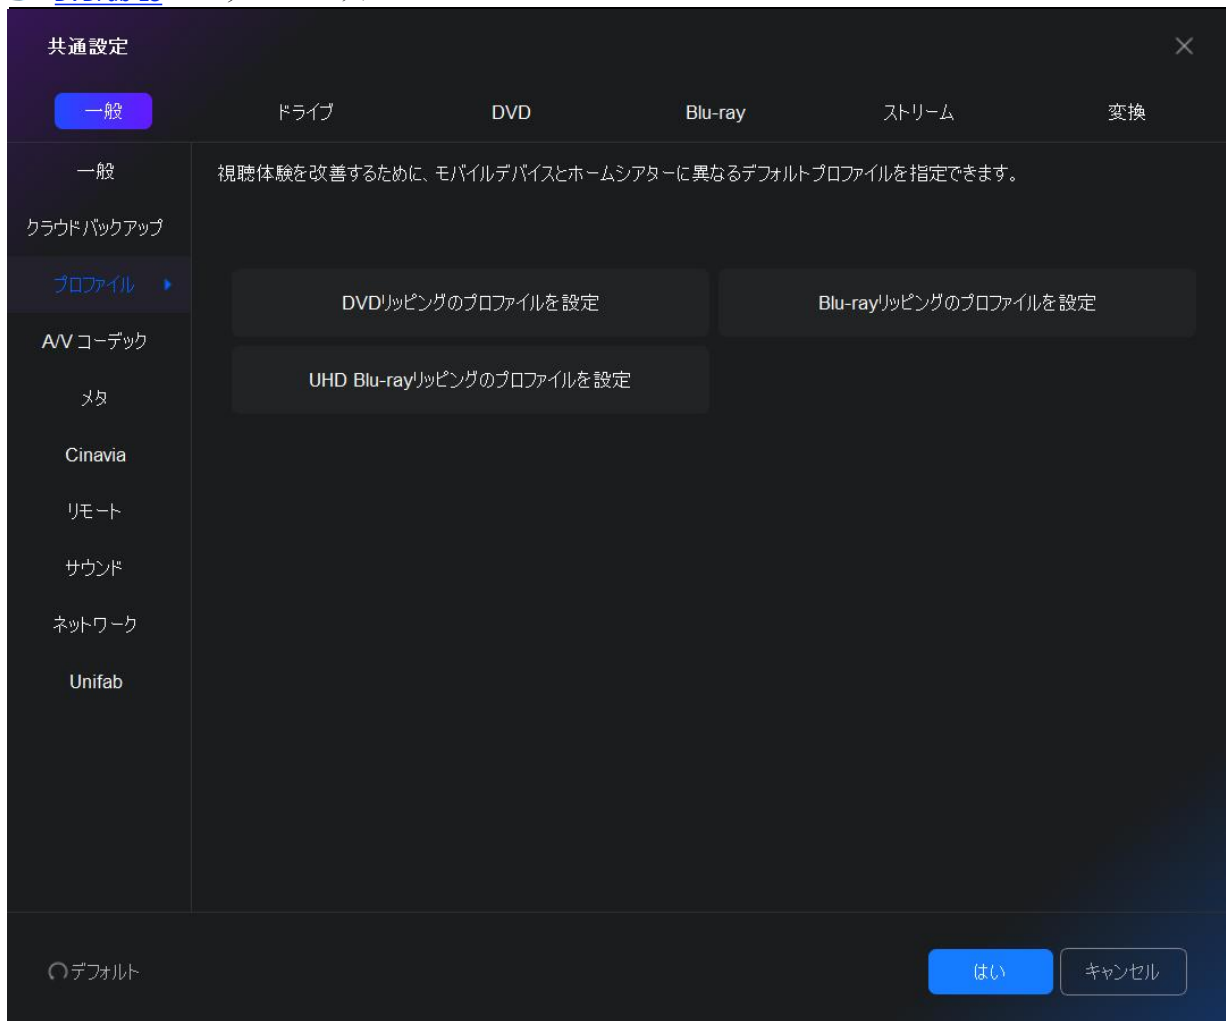 共通設定
一般 ドライブ DVD Blu-ray ストリーム 変換
一般
視聴体験を改善するために、モバイルデバイスとホームシアターに異なるデフォルトプロファイルを指定できます。
クラウドバックアップ
プロファイル
DVDリッピングのプロファイルを設定 Blu-rayリッピングのプロファイルを設定
A/V コーデック
UHD Blu-rayリッピングのプロファイルを設定
メタ
Cinavia
リモート
サウンド
ネットワーク
Unifab
デフォルト はい キャンセル